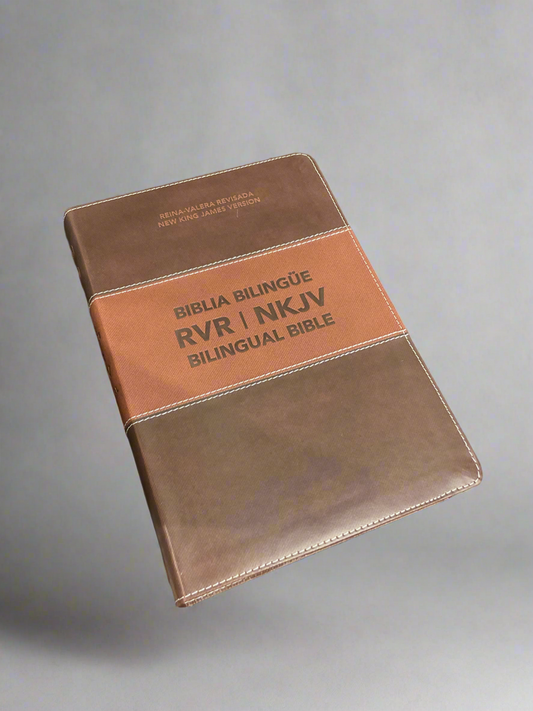 REINA-VALERA REVISADA
NEW KING JAMES VERSION
BIBLIA BILINGÜE
RVR | NKJV
BILINGUAL BIBLE